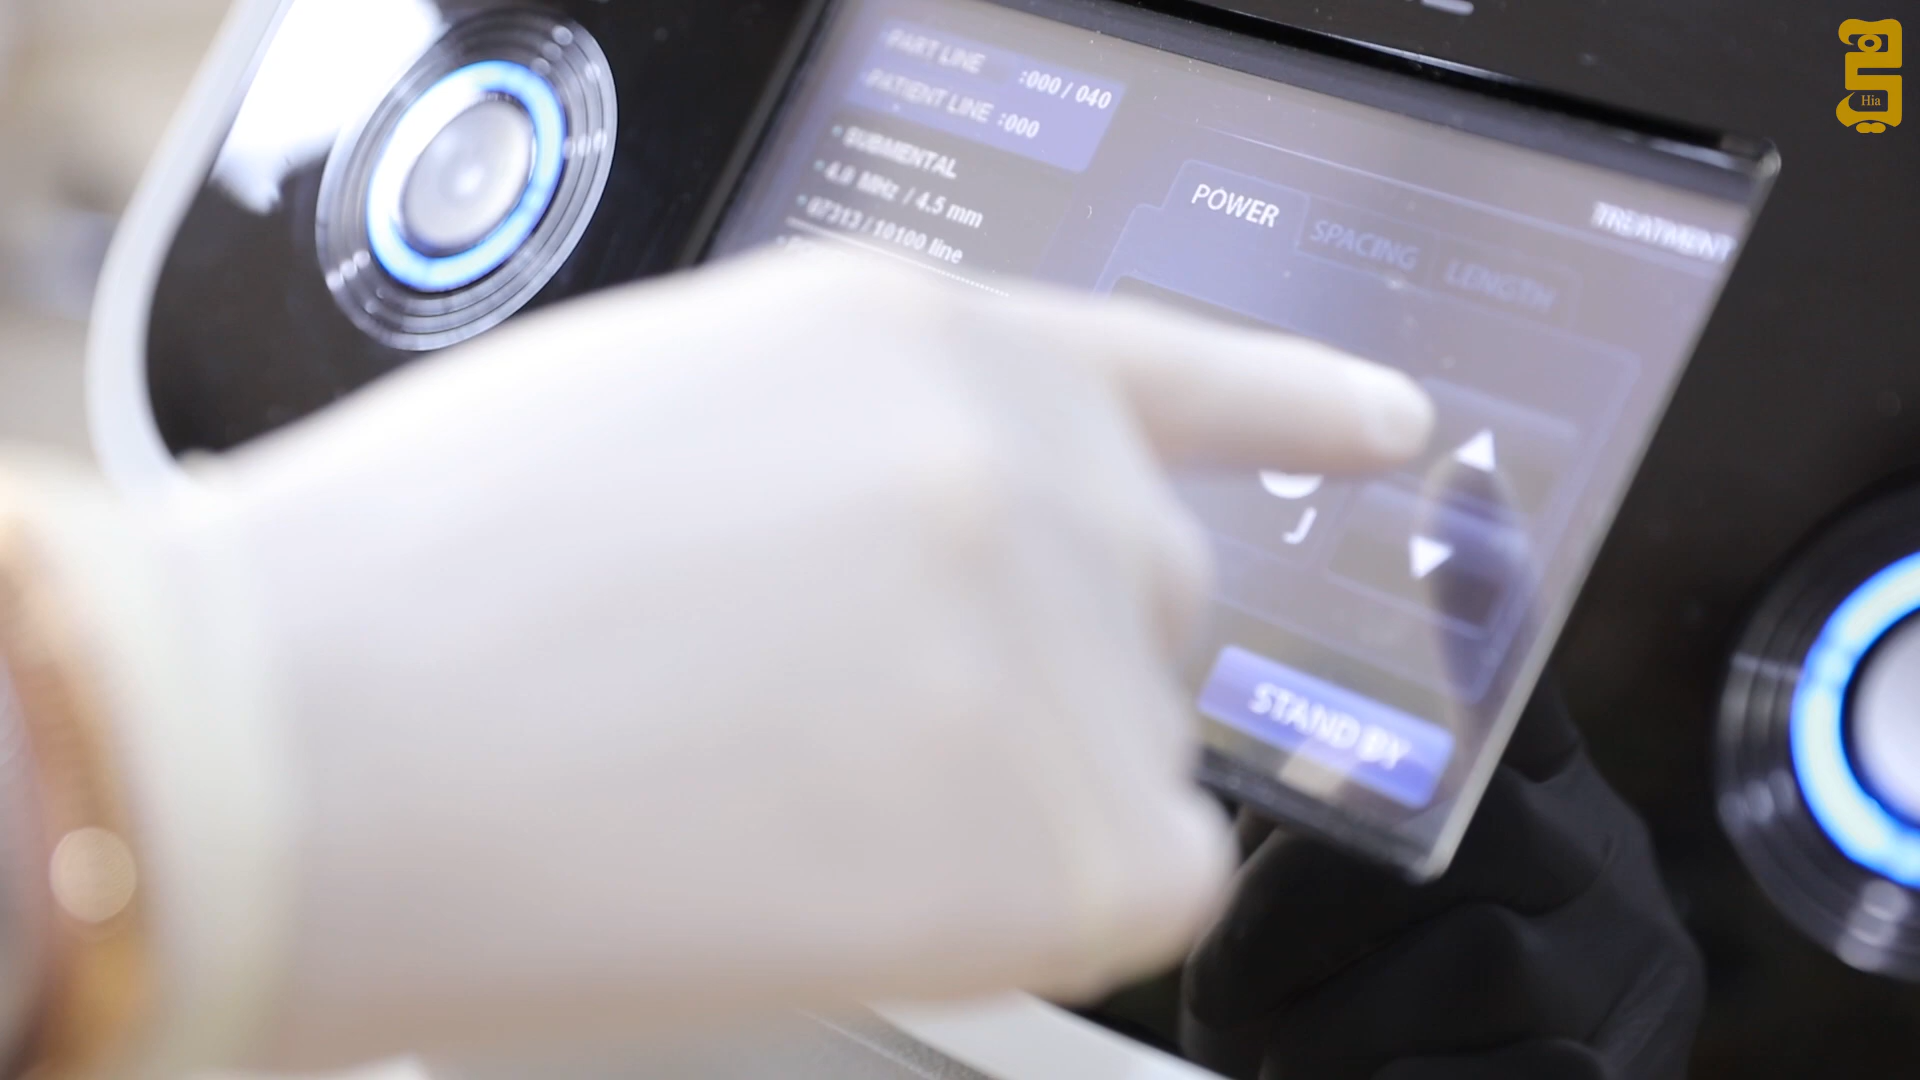 PART LINE :000 / 040
PATIENT LINE :000
SUBMENTAL
4.0 MHz / 4.5 mm
07313 / 10100 line
POWER
SPACING
LENGTH
TREATMENT
J
STAND BY
Hia